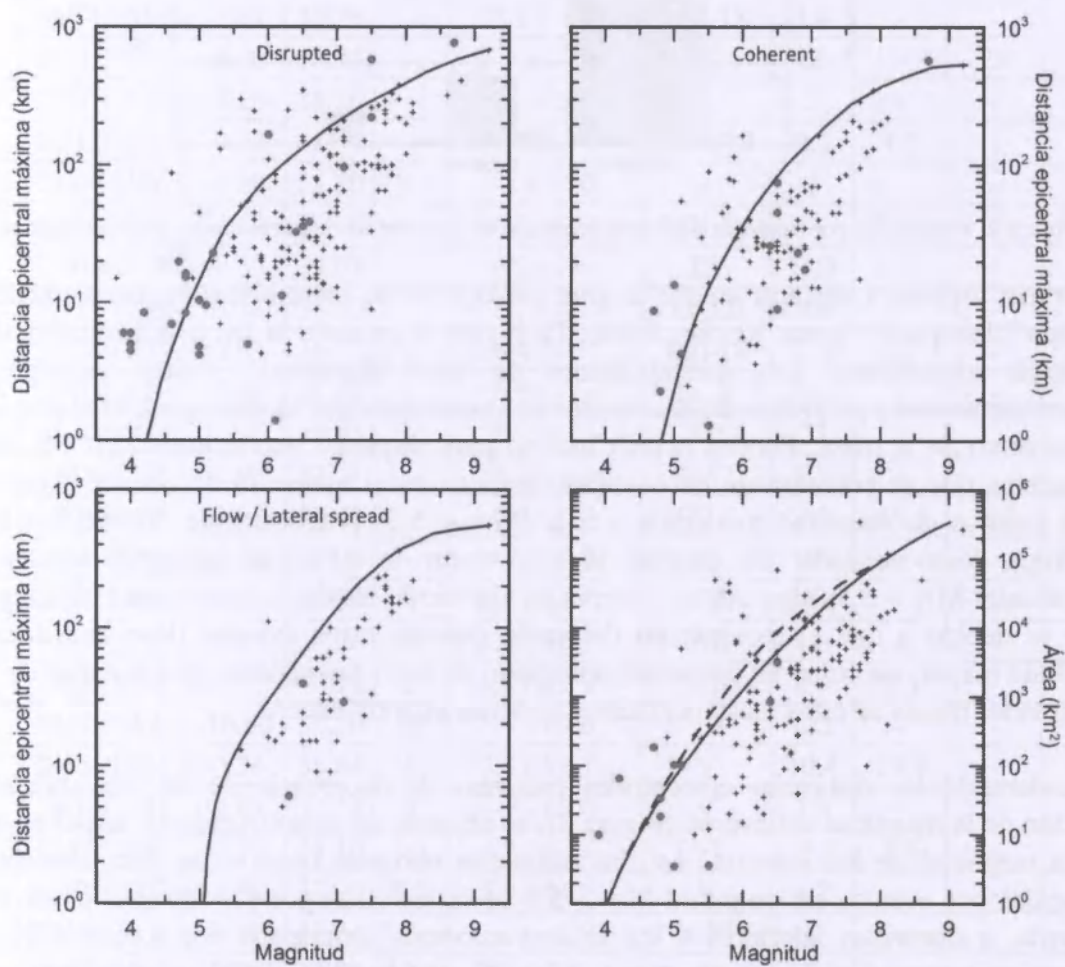 Disrupted
Distancia epicentral máxima (km)
10³
10²
10¹
10⁰
4 5 6 7 8 9
Coherent
Distancia epicentral máxima (km)
10³
10²
10¹
10⁰
4 5 6 7 8 9
Flow / Lateral spead
Distancia epicentral máxima (km)
10³
10²
10¹
10⁰
4 5 6 7 8 9
Magnitud
Área (km²)
10⁶
10⁵
10⁴
10³
10²
10¹
10⁰
4 5 6 7 8 9
Magnitud